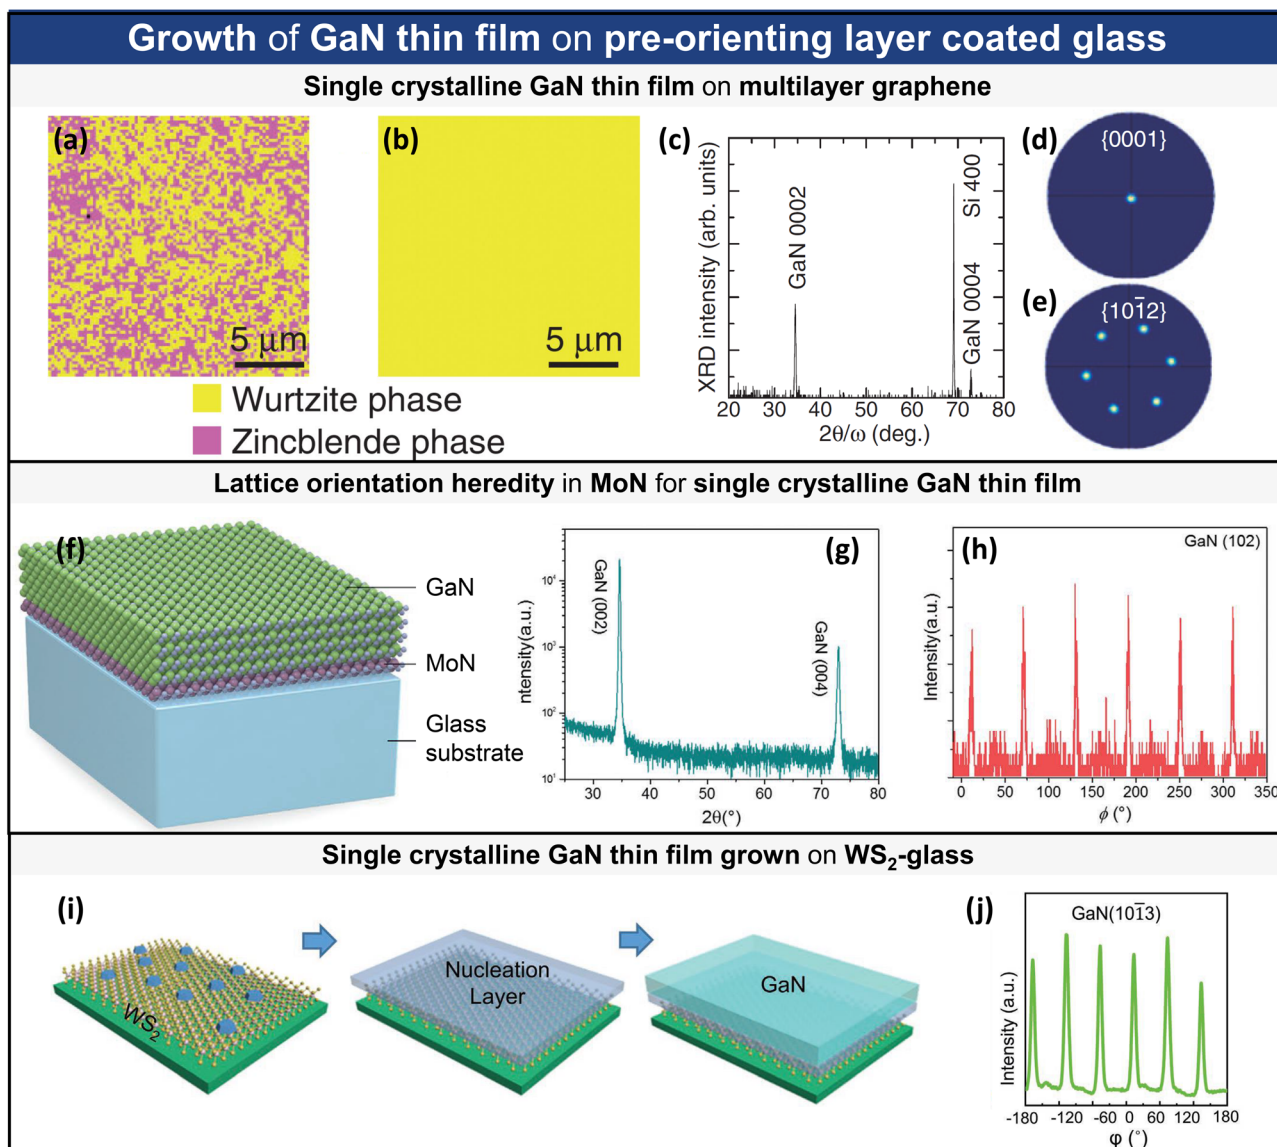 Growth of GaN thin film on pre-orienting layer coated glass
Single crystalline GaN thin film on multilayer graphene
(a)
5 μm
(b)
5 μm
Wurtzite phase
Zincblende phase
(c)
XRD intensity (arb. units)
GaN 0002
Si 400
GaN 0004
20 30 40 50 60 70 80
2θ/ω (deg.)
(d)
{0001}
(e)
{101̄2}
Lattice orientation heredity in MoN for single crystalline GaN thin film
(f)
GaN
MoN
Glass
substrate
(g)
ntensity(a.u.)
10⁴
10³
10²
10¹
GaN (002)
GaN (004)
30 40 50 60 70 80
2θ(°)
(h)
GaN (102)
Intensity(a.u.)
0 50 100 150 200 250 300 350
ϕ (°)
Single crystalline GaN thin film grown on WS₂-glass
(i)
WS₂
Nucleation
Layer
GaN
(j)
GaN(101̄3)
Intensity (a.u.)
-180 -120 -60 0 60 120 180
φ (°)